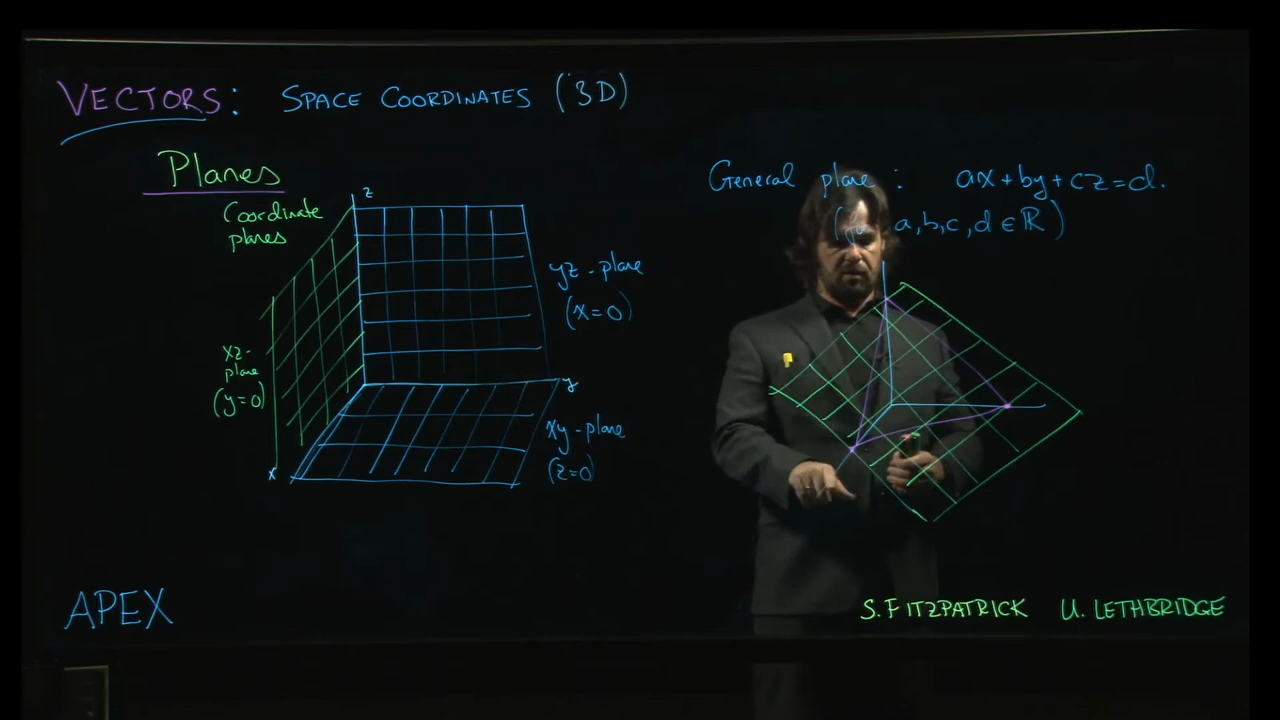 VECTORS: SPACE COORDINATES (3D)
Planes
Coordinate
planes
z
yz-plane
(x=0)
xz-
plane
(y=0)
y
xy-plane
(z=0)
x
General plane: ax+by+cz=d.
(for a,b,c,d ∈ ℝ)
APEX
S. FITZPATRICK U. LETHBRIDGE